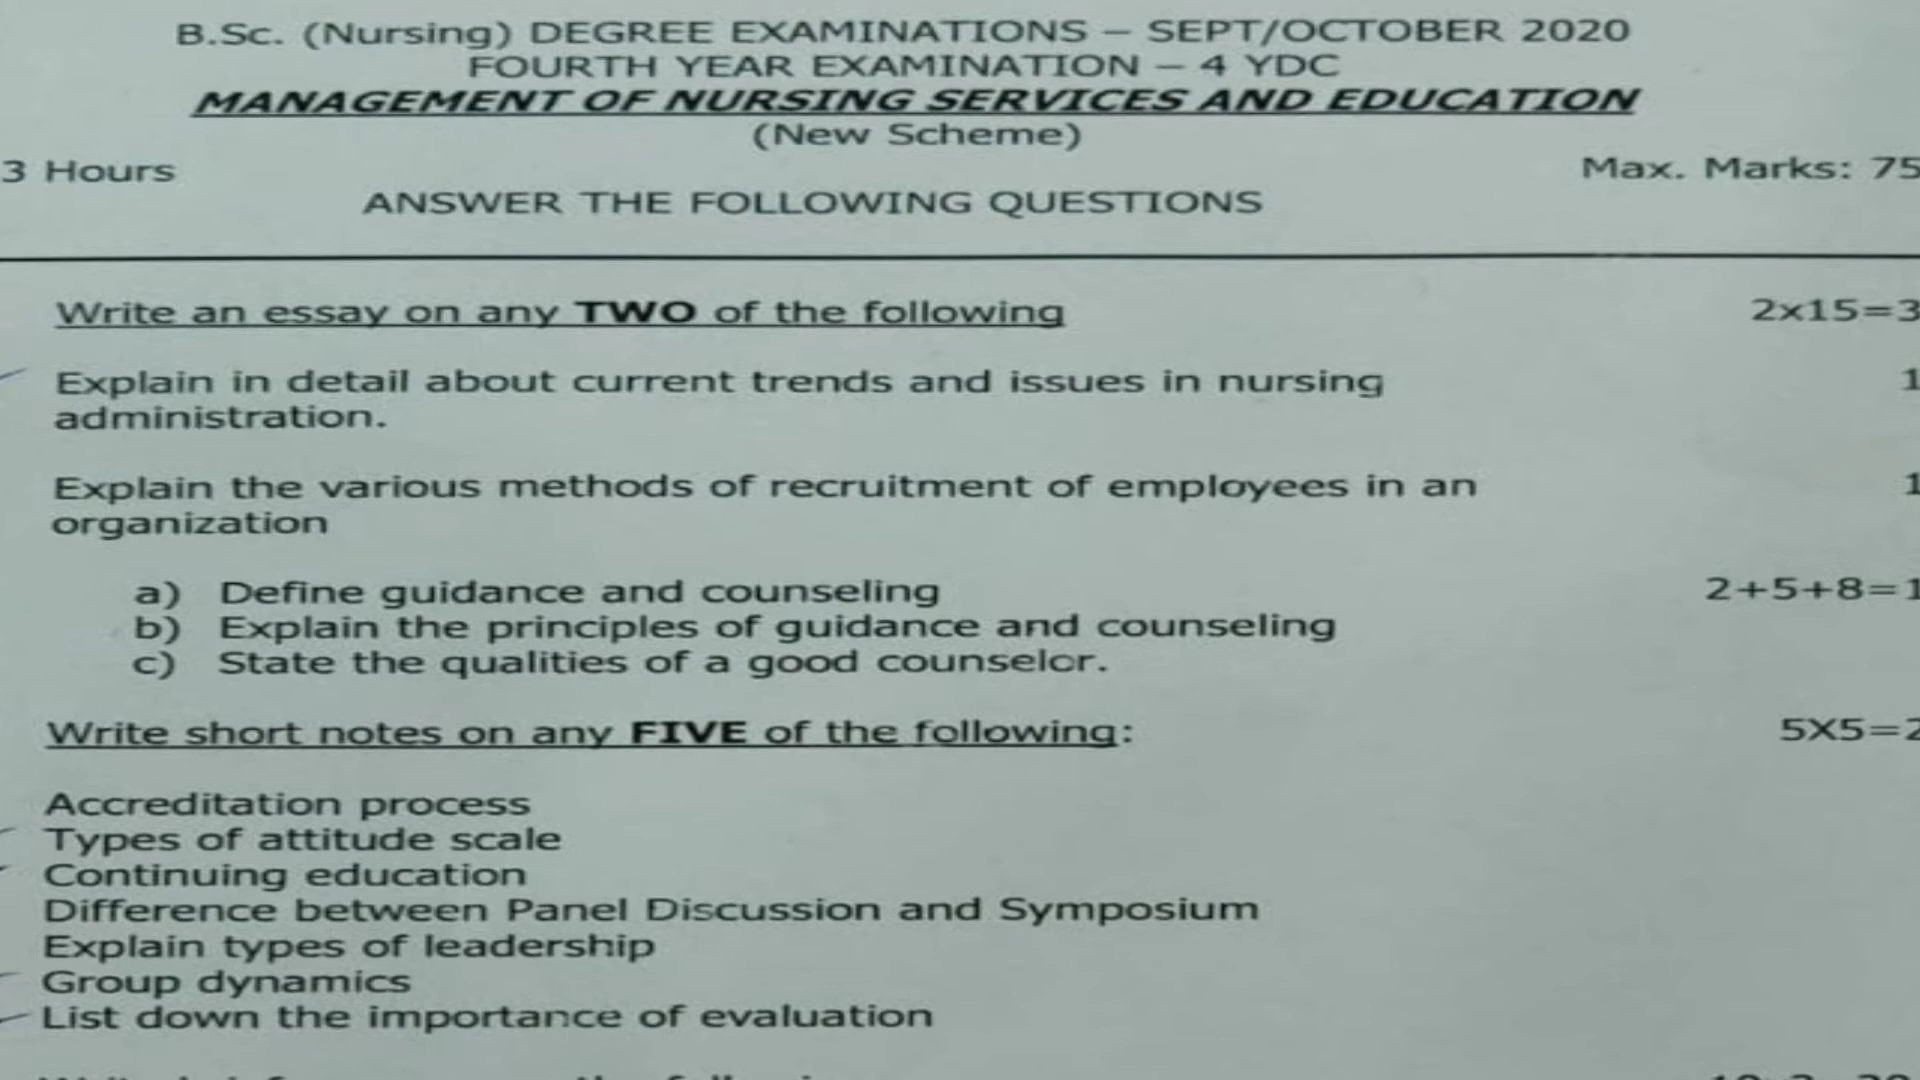 B.Sc. (Nursing) DEGREE EXAMINATIONS – SEPT/OCTOBER 2020
FOURTH YEAR EXAMINATION – 4 YDC
MANAGEMENT OF NURSING SERVICES AND EDUCATION
(New Scheme)
3 Hours Max. Marks: 75
ANSWER THE FOLLOWING QUESTIONS
Write an essay on any TWO of the following 2x15=3
Explain in detail about current trends and issues in nursing 1
administration.
Explain the various methods of recruitment of employees in an 1
organization
a) Define guidance and counseling 2+5+8=1
b) Explain the principles of guidance and counseling
c) State the qualities of a good counselor.
Write short notes on any FIVE of the following: 5X5=2
Accreditation process
Types of attitude scale
Continuing education
Difference between Panel Discussion and Symposium
Explain types of leadership
Group dynamics
List down the importance of evaluation